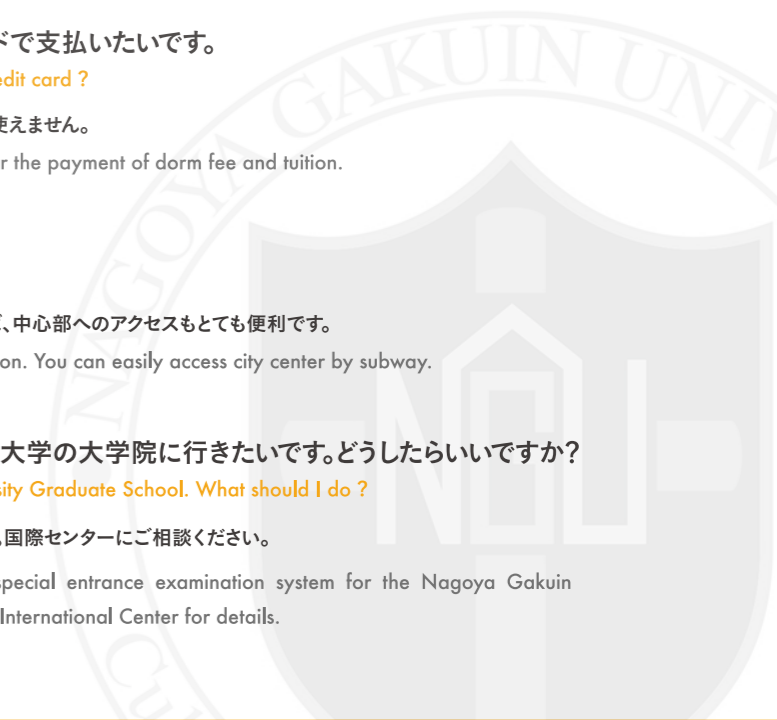 ドで支払いたいです。
edit card ?
使えません。
r the payment of dorm fee and tuition.
、中心部へのアクセスもとても便利です。
on. You can easily access city center by subway.
大学の大学院に行きたいです。どうしたらいいですか?
sity Graduate School. What should I do ?
国際センターにご相談ください。
special entrance examination system for the Nagoya Gakuin
International Center for details.
NAGOYA GAKUIN UNIV
NGU